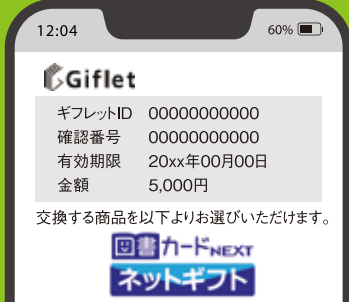 12:04 60%
Giflet
ギフレットID 00000000000
確認番号 00000000000
有効期限 20xx年00月00日
金額 5,000円
交換する商品を以下よりお選びいただけます。
図書カードNEXT
ネットギフト